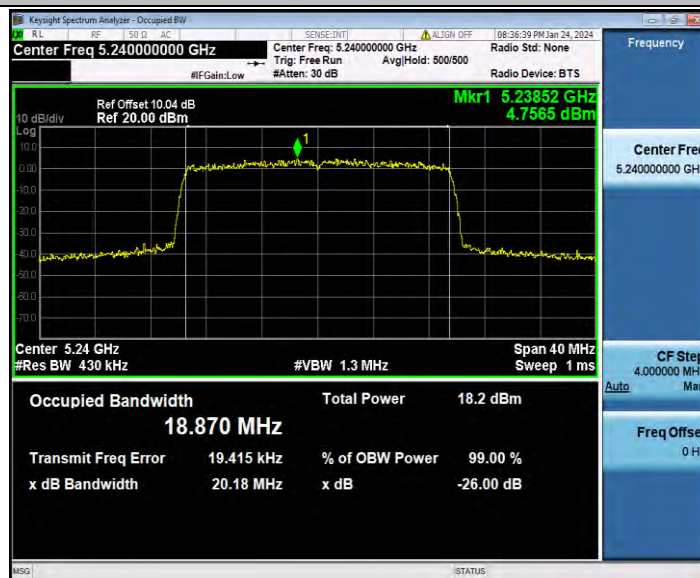 Keysight Spectrum Analyzer - Occupied BW
RL RF 50 Ω AC SENSE:INT ALIGN OFF 08:36:39 PM Jan 24, 2024
Center Freq 5.240000000 GHz Center Freq: 5.240000000 GHz Radio Std: None
Trig: Free Run Avg|Hold: 500/500
#IFGain:Low #Atten: 30 dB Radio Device: BTS
Frequency
Ref Offset 10.04 dB Mkr1 5.23852 GHz
10 dB/div Ref 20.00 dBm 4.7565 dBm
Log
10.0
0.00
-10.0
-20.0
-30.0
-40.0
-50.0
-60.0
-70.0
1
Center 5.24 GHz Span 40 MHz
#Res BW 430 kHz #VBW 1.3 MHz Sweep 1 ms
Occupied Bandwidth Total Power 18.2 dBm
18.870 MHz
Transmit Freq Error 19.415 kHz % of OBW Power 99.00 %
x dB Bandwidth 20.18 MHz x dB -26.00 dB
Center Fre
5.240000000 GH
CF Step
4.000000 MH
Auto Ma
Freq Offse
0 H
MSG STATUS